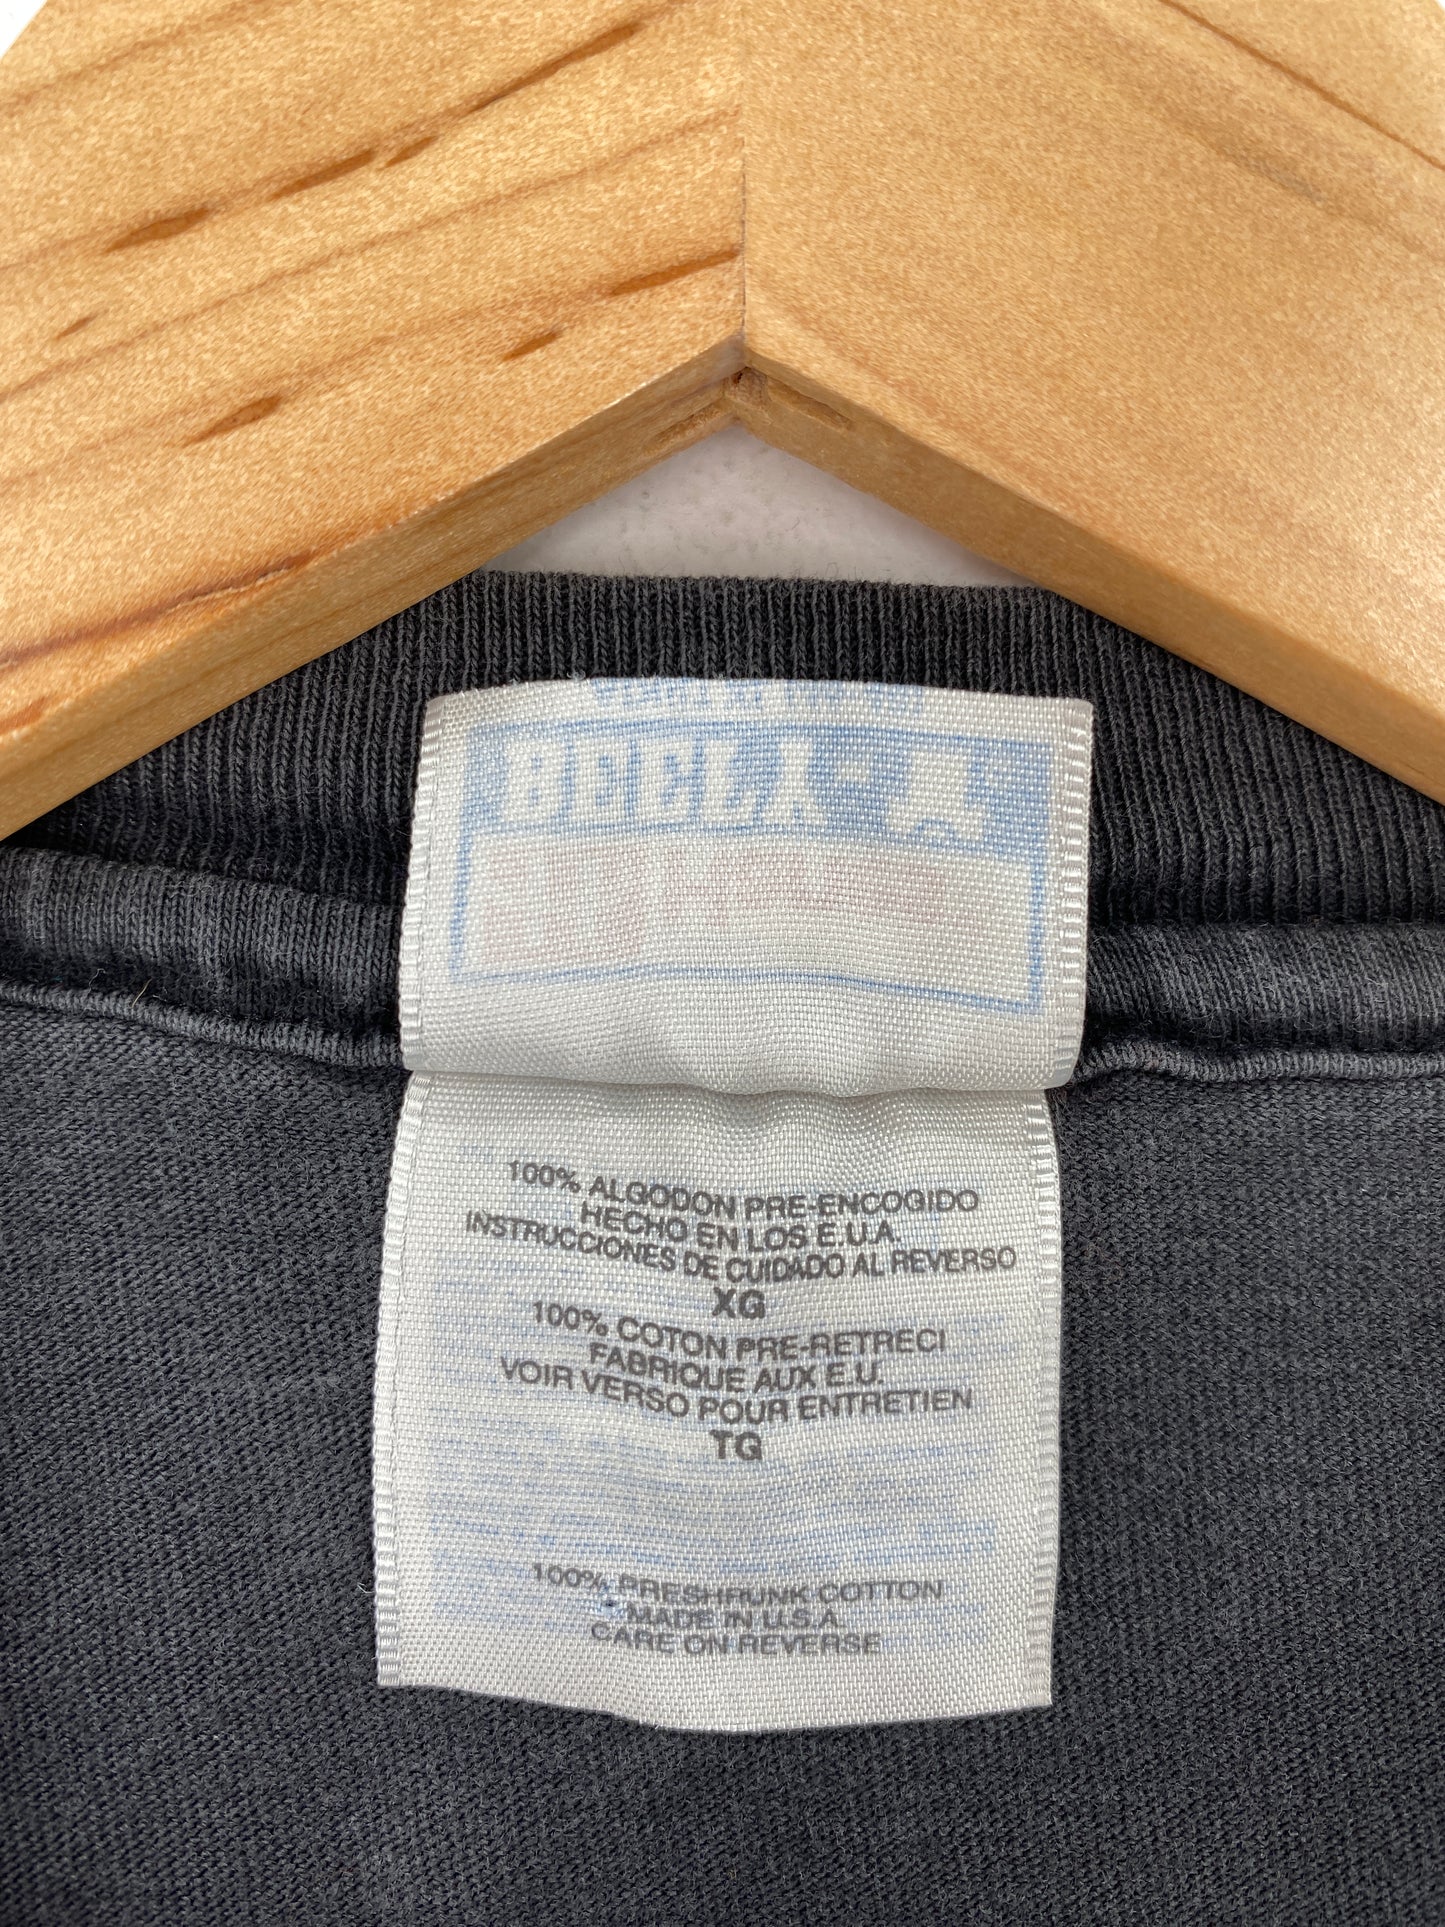 100% ALGODON PRE-ENCOGIDO
HECHO EN LOS E.U.A.
INSTRUCCIONES DE CUIDADO AL REVERSO
XG
100% COTON PRE-RETRECI
FABRIQUE AUX E.U.
VOIR VERSO POUR ENTRETIEN
TG
100% PRESHRUNK COTTON
MADE IN U.S.A.
CARE ON REVERSE